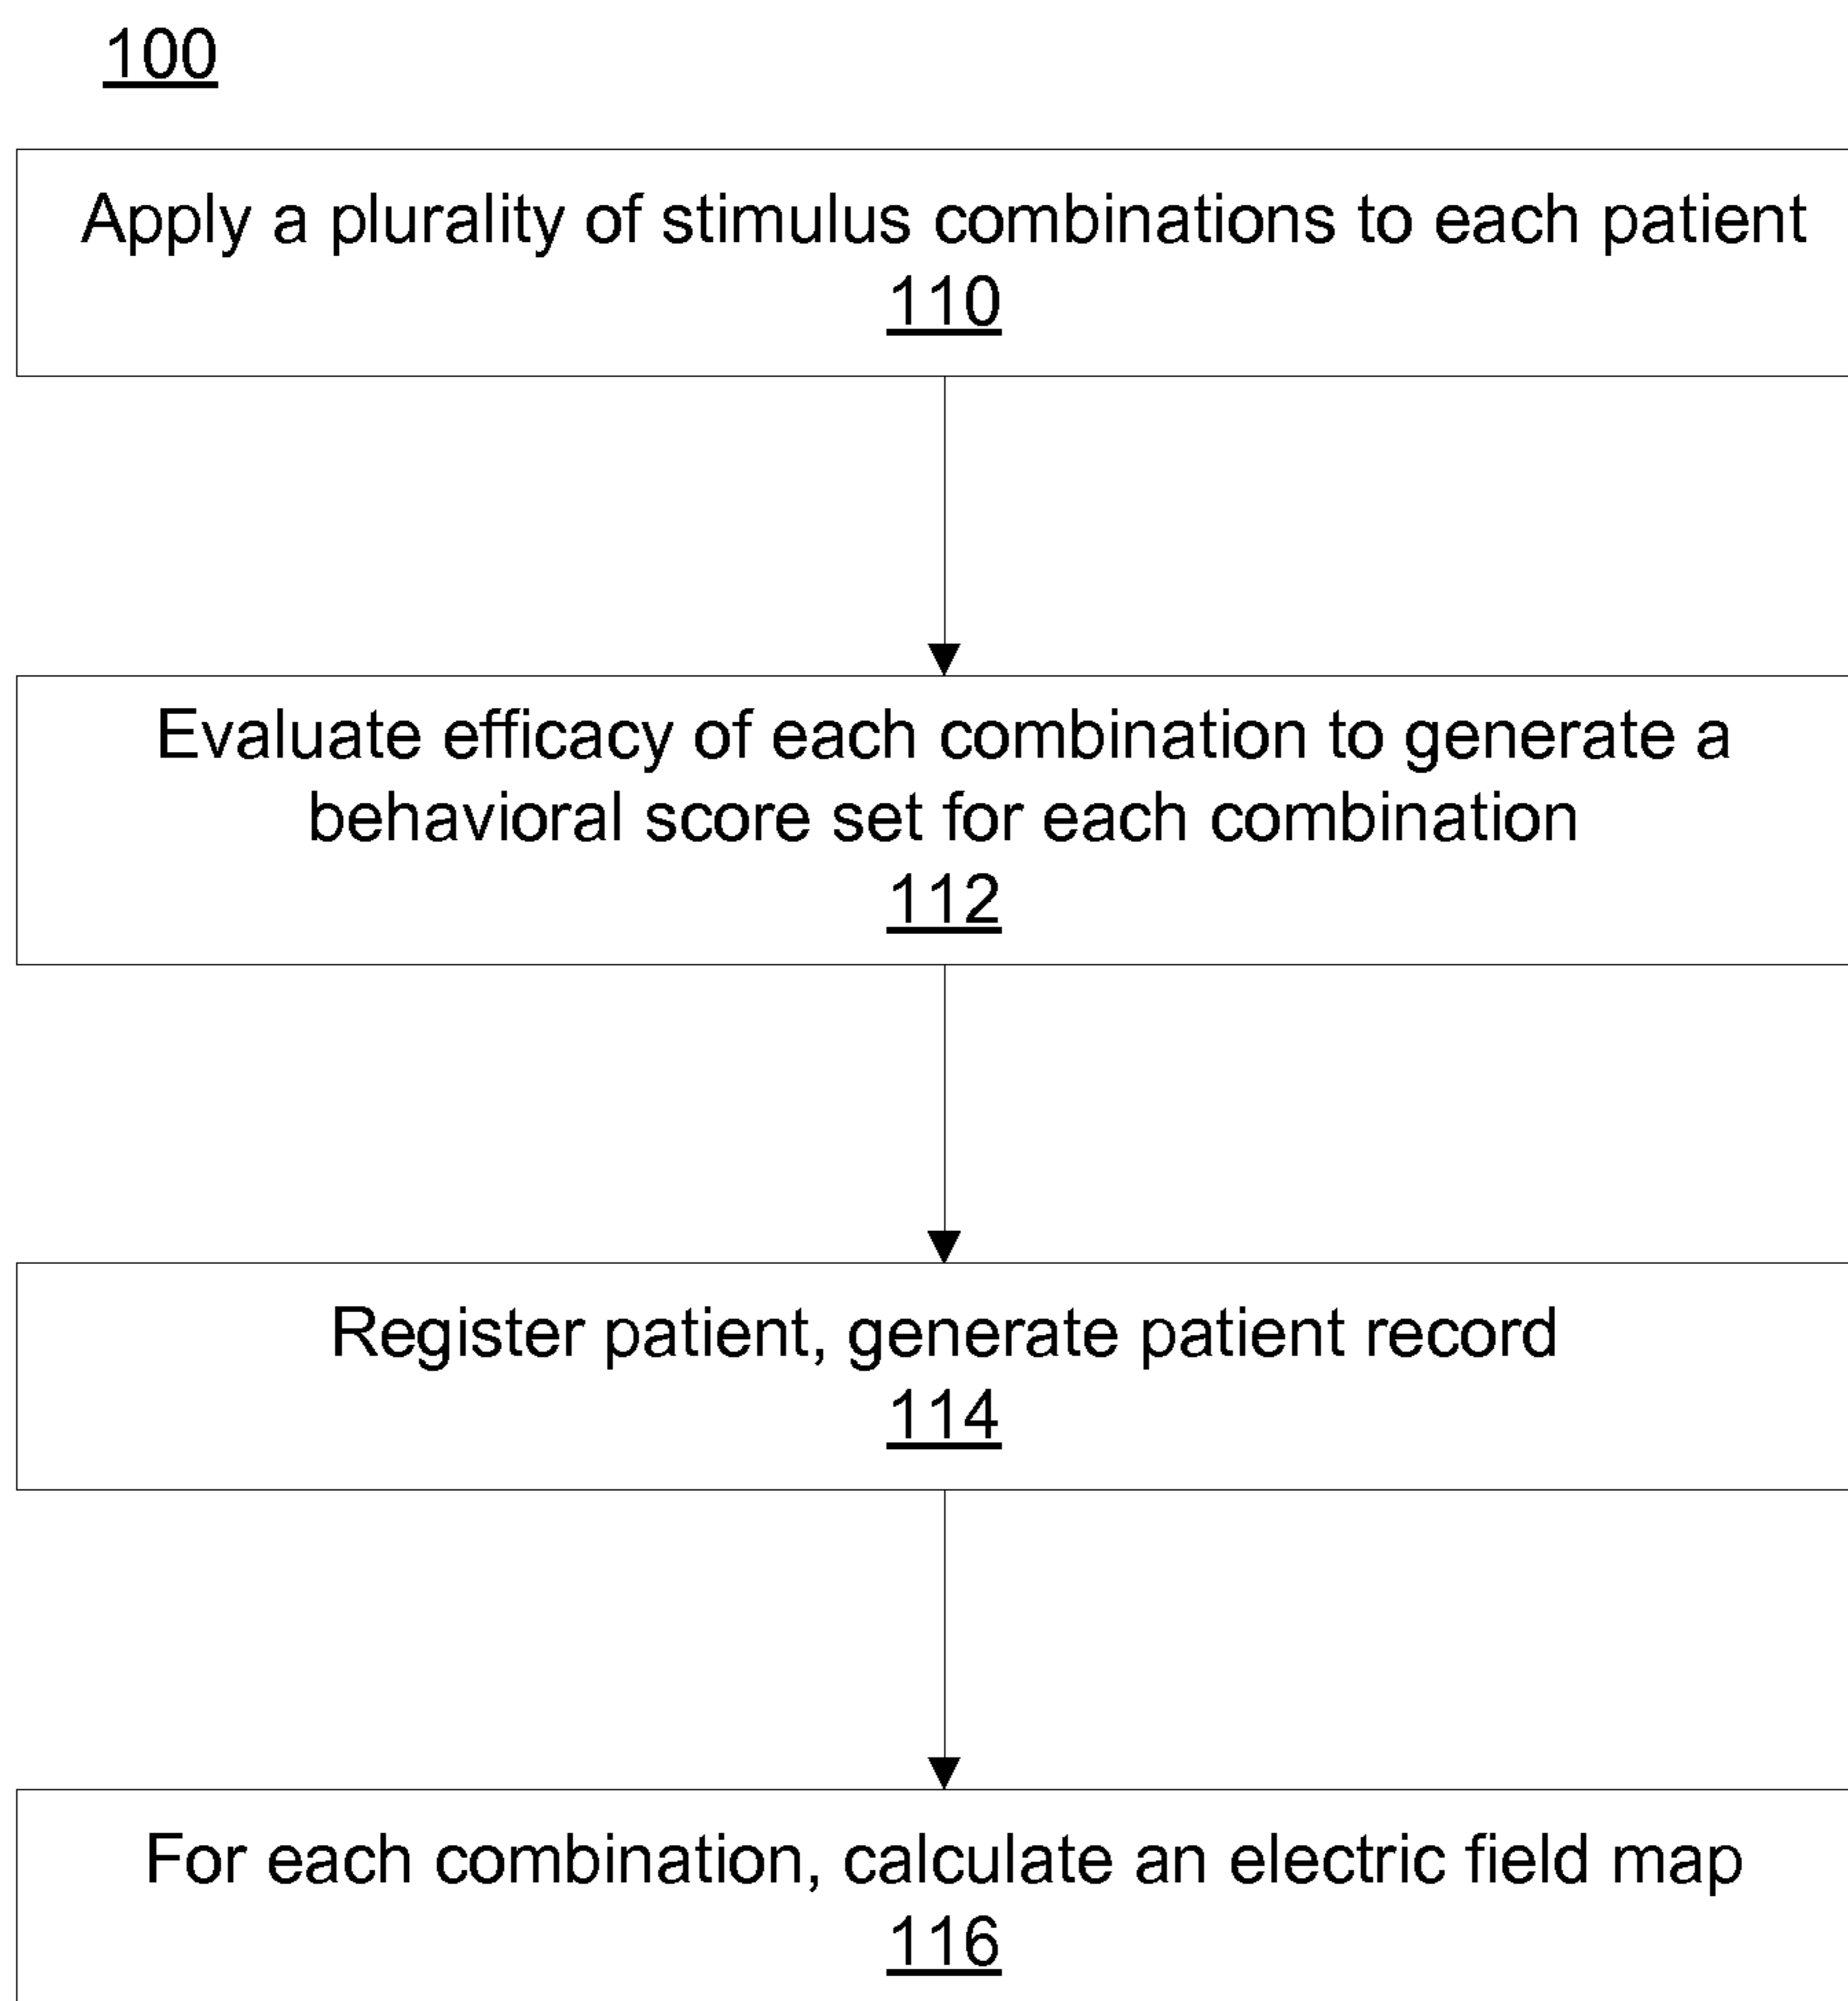 100
Apply a plurality of stimulus combinations to each patient
110
Evaluate efficacy of each combination to generate a
behavioral score set for each combination
112
Register patient, generate patient record
114
For each combination, calculate an electric field map
116